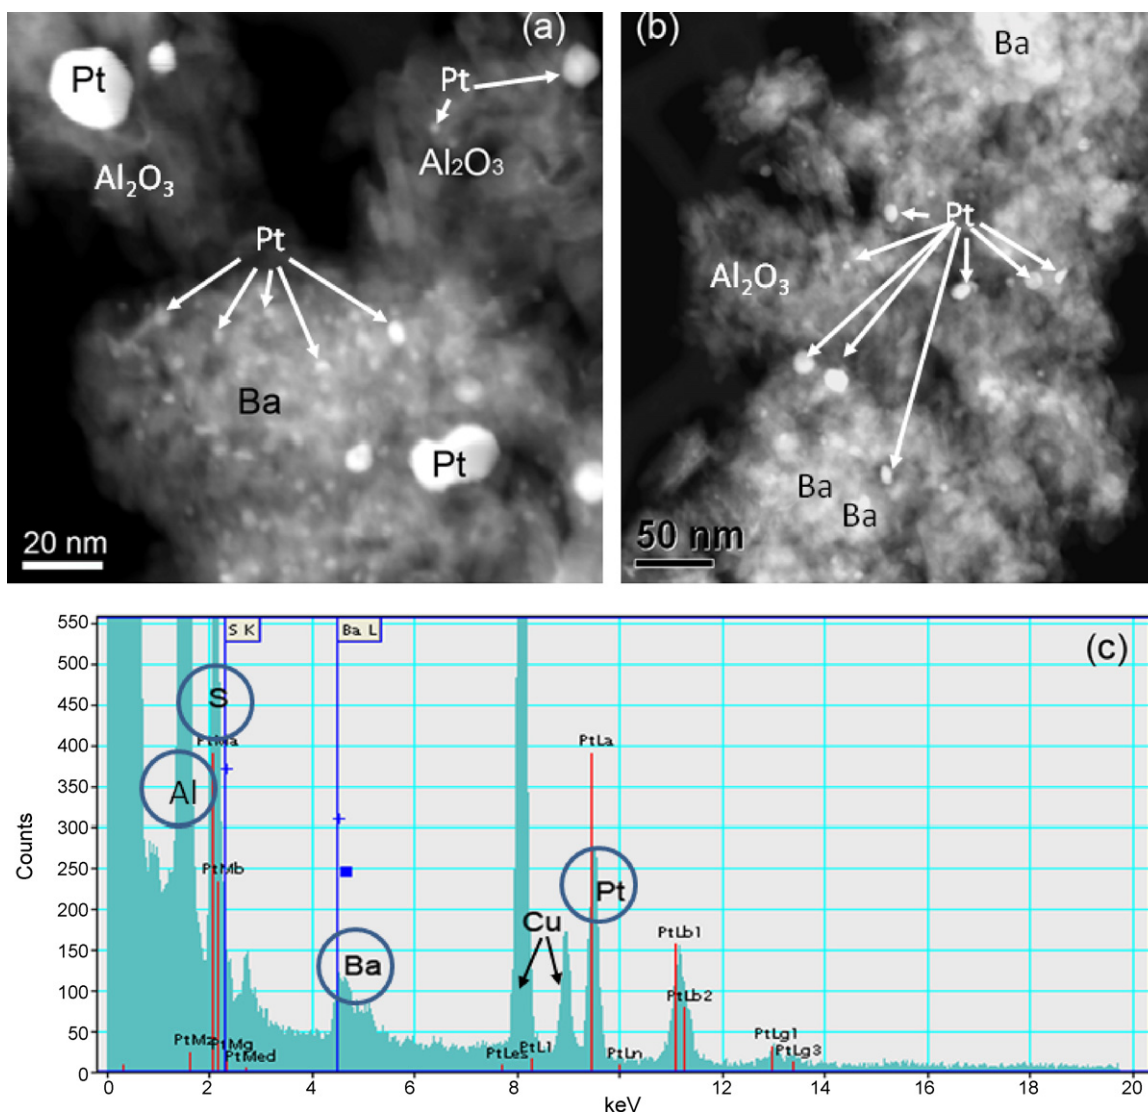 (a)
Pt
Pt
Al₂O₃
Al₂O₃
Pt
Ba
Pt
20 nm
(b)
Ba
Pt
Al₂O₃
Ba
Ba
50 nm
(c)
550
500
450
400
350
300
250
200
150
100
50
0
Counts
S K
Ba L
S
Al
PtMb
PtMz
PtMg
PtMed
Ba
Cu
PtLa
Pt
PtLb1
PtLb2
PtLes
PtLl
PtLn
PtLg1
PtLg3
0 2 4 6 8 10 12 14 16 18 20
keV